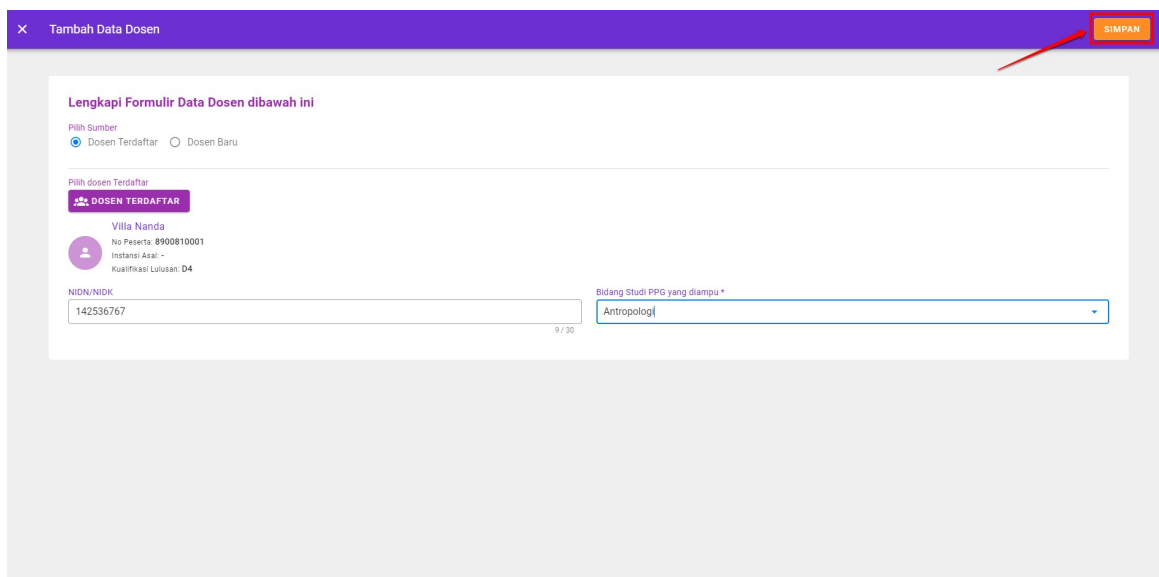 Tambah Data Dosen
SIMPAN
Lengkapi Formulir Data Dosen dibawah ini
Pilih Sumber
Dosen Terdaftar Dosen Baru
Pilih dosen Terdaftar
DOSEN TERDAFTAR
Villa Nanda
No Peserta: 8900810001
Instansi Asal: -
Kualifikasi Lulusan: D4
NIDN/NIDK
142536767
9 / 30
Bidang Studi PPG yang diampu *
Antropologi